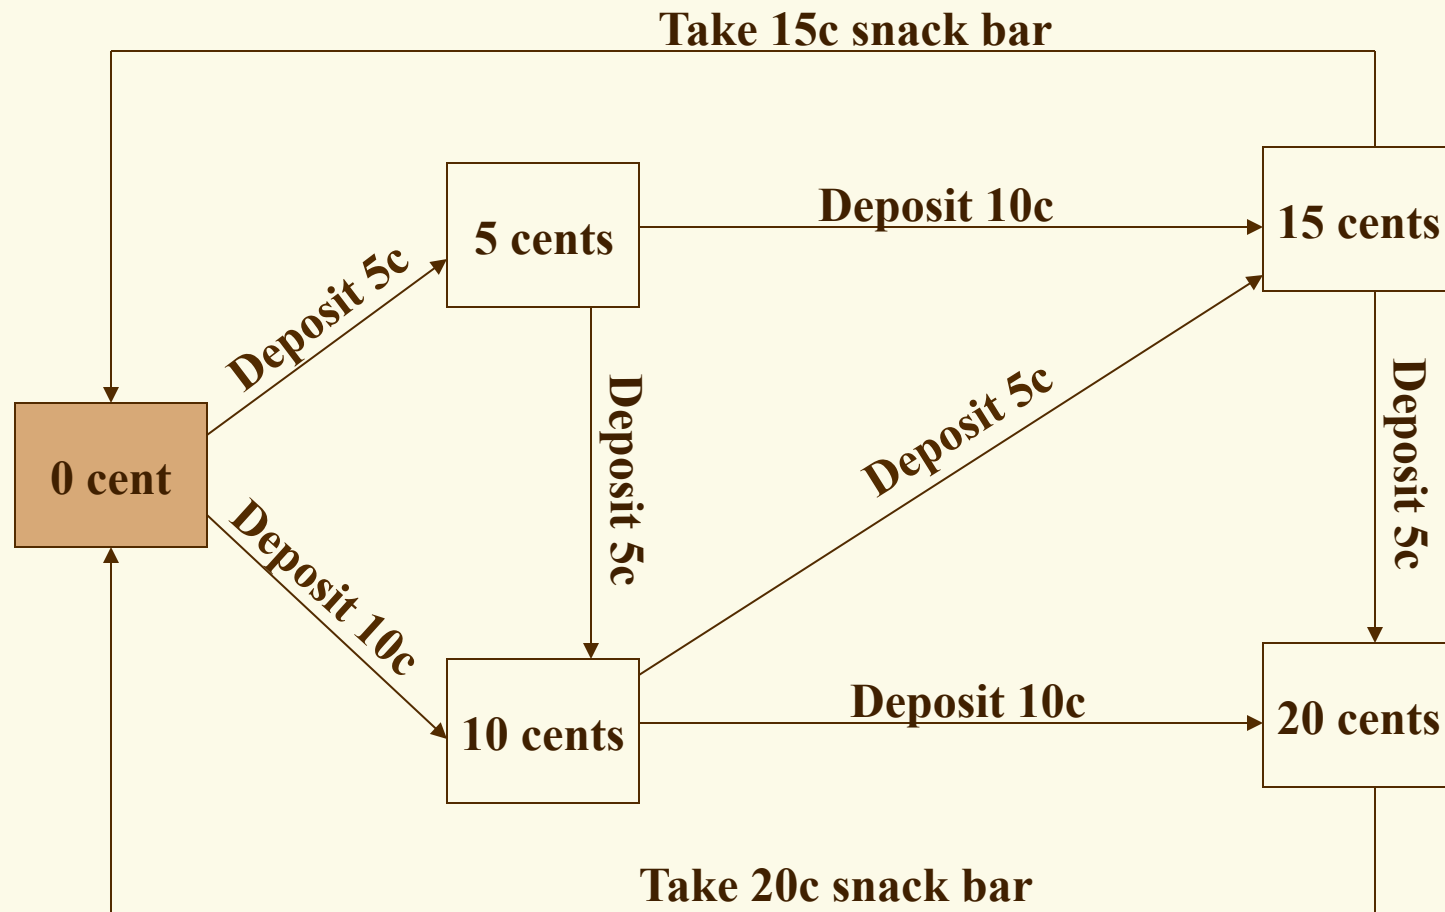 Take 15c snack bar
5 cents
Deposit 10c
15 cents
Deposit 5c
Deposit 5c
Deposit 5c
Deposit 5c
0 cent
Deposit 10c
10 cents
Deposit 10c
20 cents
Take 20c snack bar